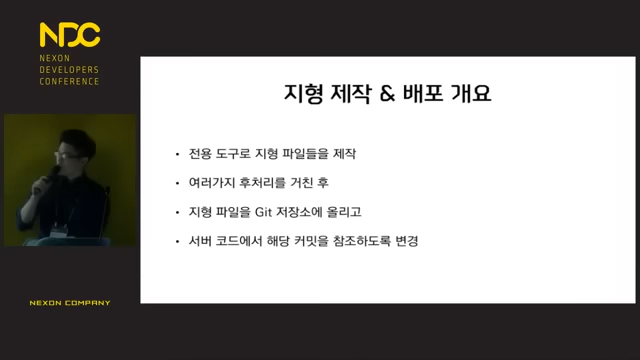 NDC
NEXON
DEVELOPERS
CONFERENCE
지형 제작 & 배포 개요
• 전용 도구로 지형 파일들을 제작
• 여러가지 후처리를 거친 후
• 지형 파일을 Git 저장소에 올리고
• 서버 코드에서 해당 커밋을 참조하도록 변경
NEXON COMPANY